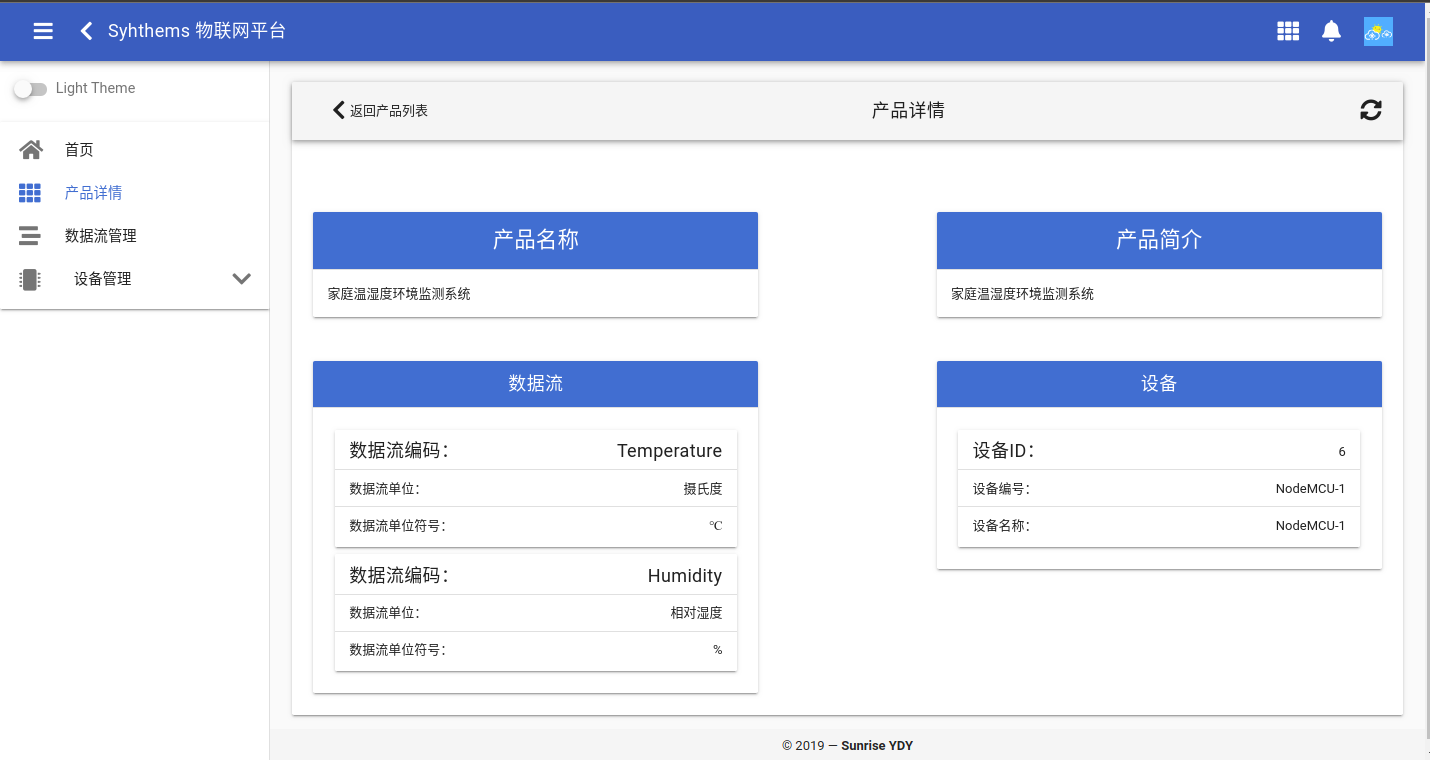 Syhthems 物联网平台
Light Theme
首页
产品详情
数据流管理
设备管理
返回产品列表
产品详情
产品名称
家庭温湿度环境监测系统
产品简介
家庭温湿度环境监测系统
数据流
数据流编码： Temperature
数据流单位： 摄氏度
数据流单位符号： ℃
数据流编码： Humidity
数据流单位： 相对湿度
数据流单位符号： %
设备
设备ID： 6
设备编号： NodeMCU-1
设备名称： NodeMCU-1
© 2019 — Sunrise YDY